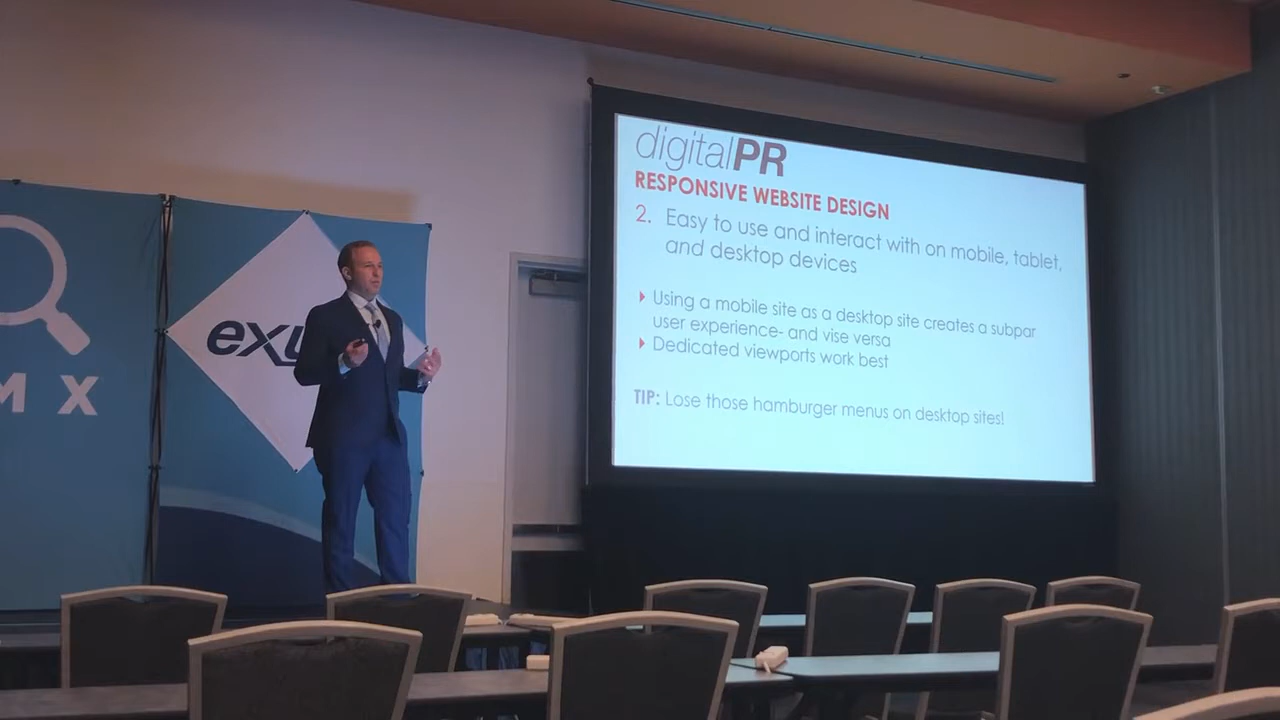 digitalPR
RESPONSIVE WEBSITE DESIGN
2. Easy to use and interact with on mobile, tablet,
and desktop devices
Using a mobile site as a desktop site creates a subpar
user experience- and vise versa
Dedicated viewports work best
TIP: Lose those hamburger menus on desktop sites!
MX